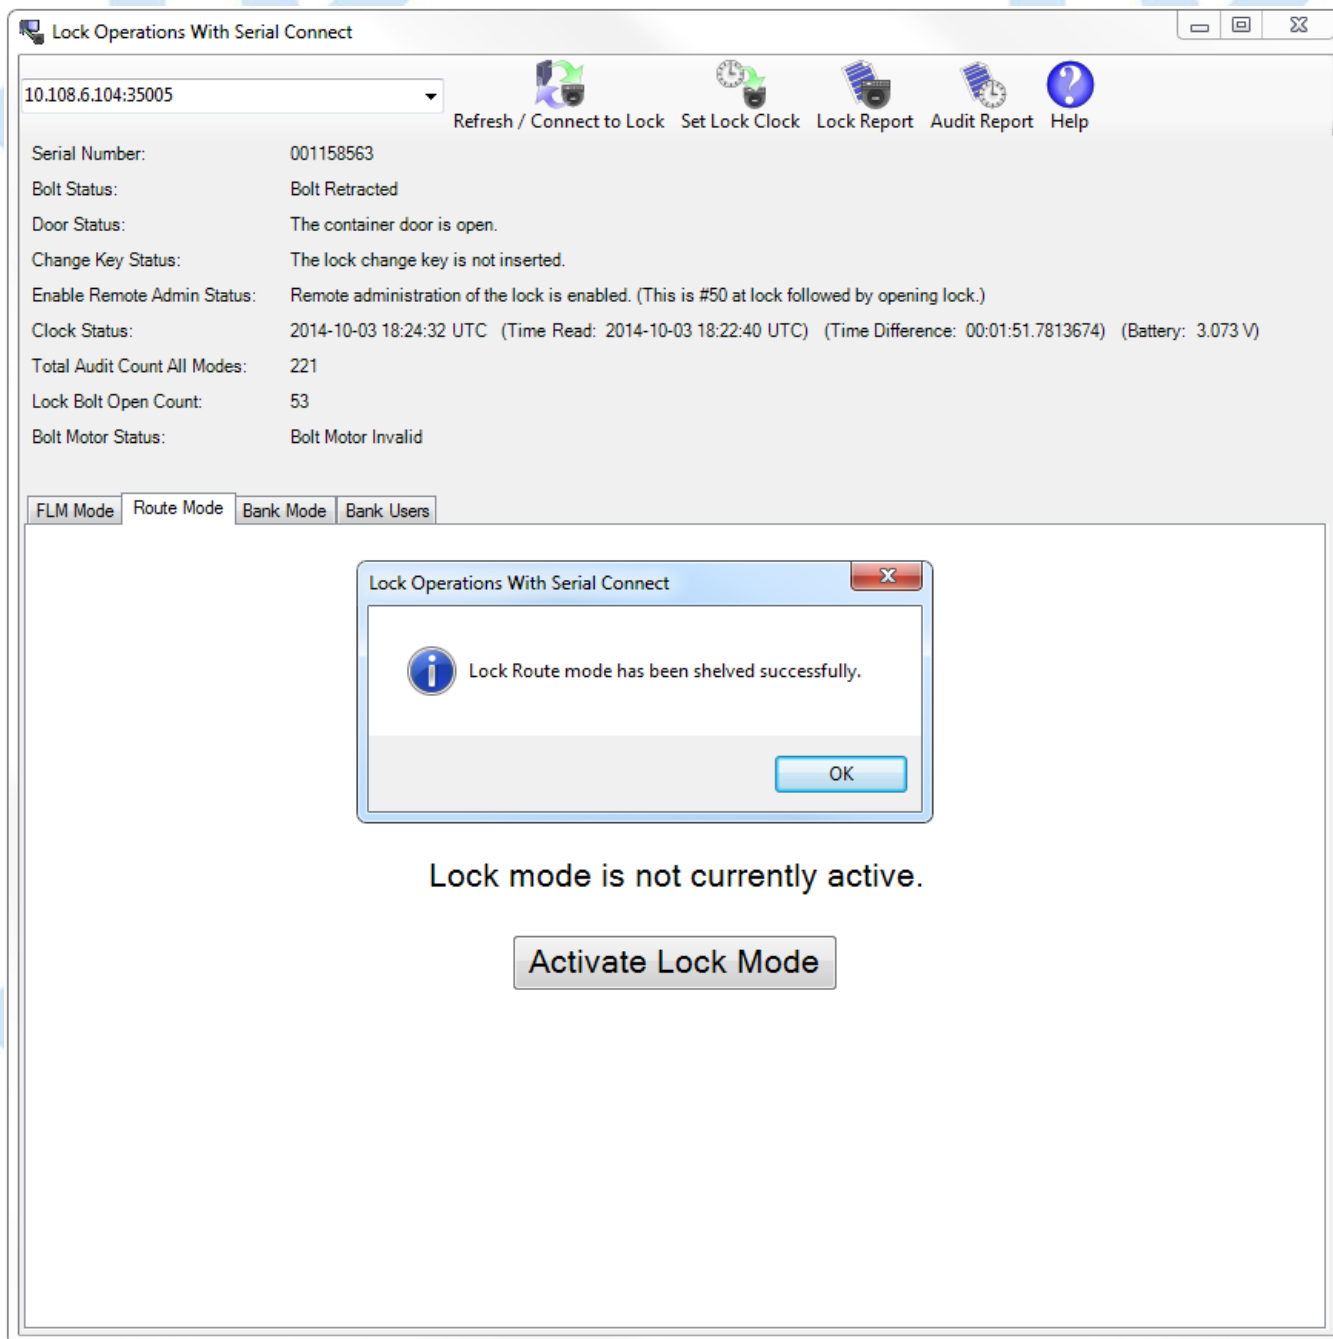 Lock Operations With Serial Connect
10.108.6.104:35005
Refresh / Connect to Lock Set Lock Clock Lock Report Audit Report Help
Serial Number: 001158563
Bolt Status: Bolt Retracted
Door Status: The container door is open.
Change Key Status: The lock change key is not inserted.
Enable Remote Admin Status: Remote administration of the lock is enabled. (This is #50 at lock followed by opening lock.)
Clock Status: 2014-10-03 18:24:32 UTC (Time Read: 2014-10-03 18:22:40 UTC) (Time Difference: 00:01:51.7813674) (Battery: 3.073 V)
Total Audit Count All Modes: 221
Lock Bolt Open Count: 53
Bolt Motor Status: Bolt Motor Invalid
FLM Mode Route Mode Bank Mode Bank Users
Lock Operations With Serial Connect
Lock Route mode has been shelved successfully.
OK
Lock mode is not currently active.
Activate Lock Mode